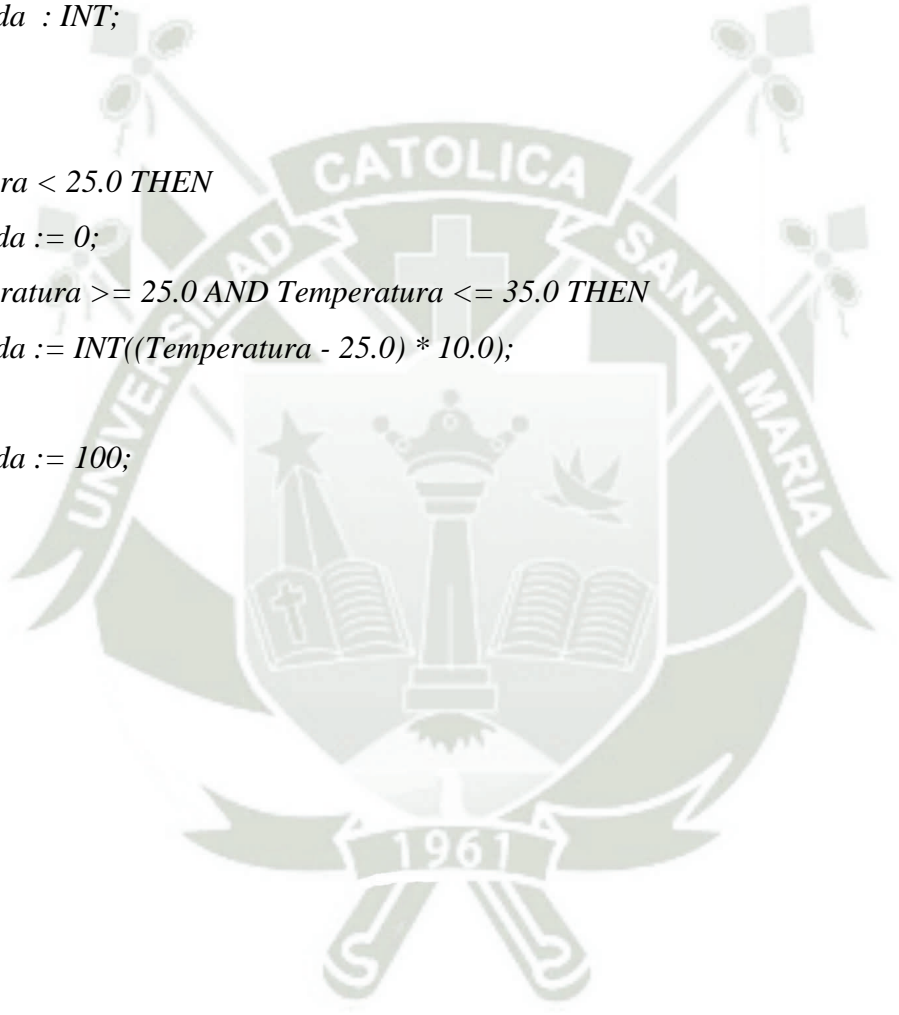 da : INT;
ra < 25.0 THEN
da := 0;
ratura >= 25.0 AND Temperatura <= 35.0 THEN
da := INT((Temperatura - 25.0) * 10.0);
da := 100;
UNIVERSIDAD CATOLICA SANTA MARIA
1961